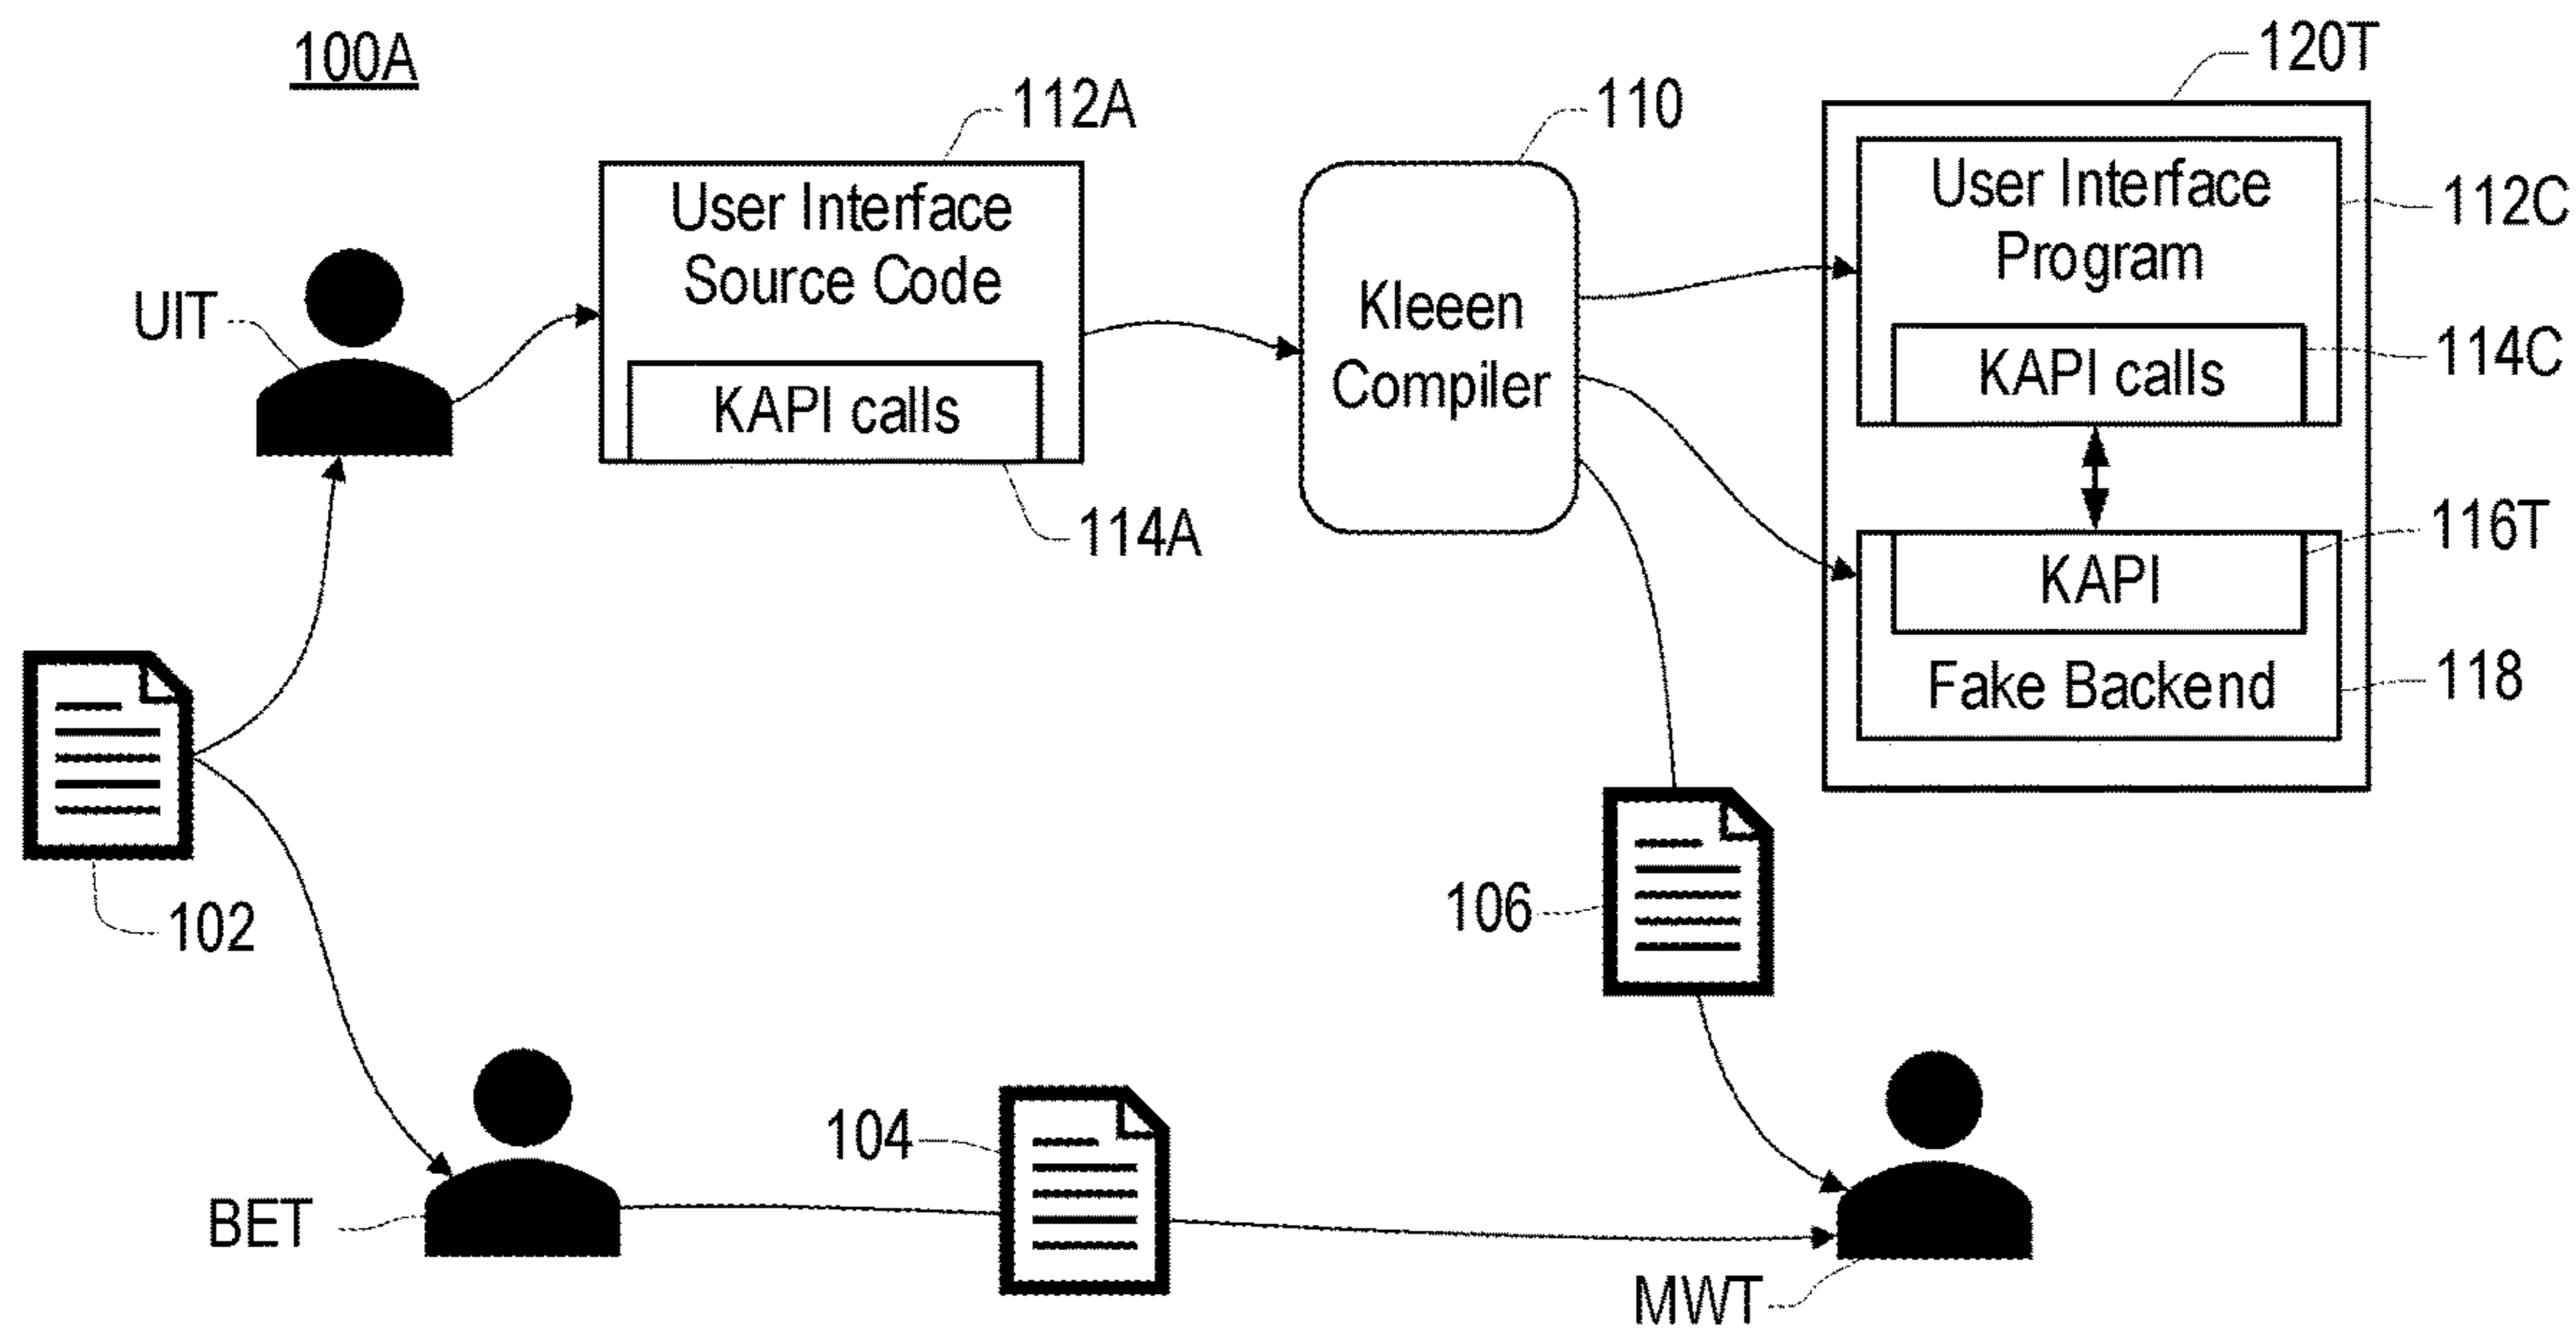 100A
112A
110
120T
User Interface
Source Code
KAPI calls
114A
Kleeen
Compiler
User Interface
Program
112C
KAPI calls
114C
KAPI
116T
Fake Backend
118
UIT
102
106
104
BET
MWT